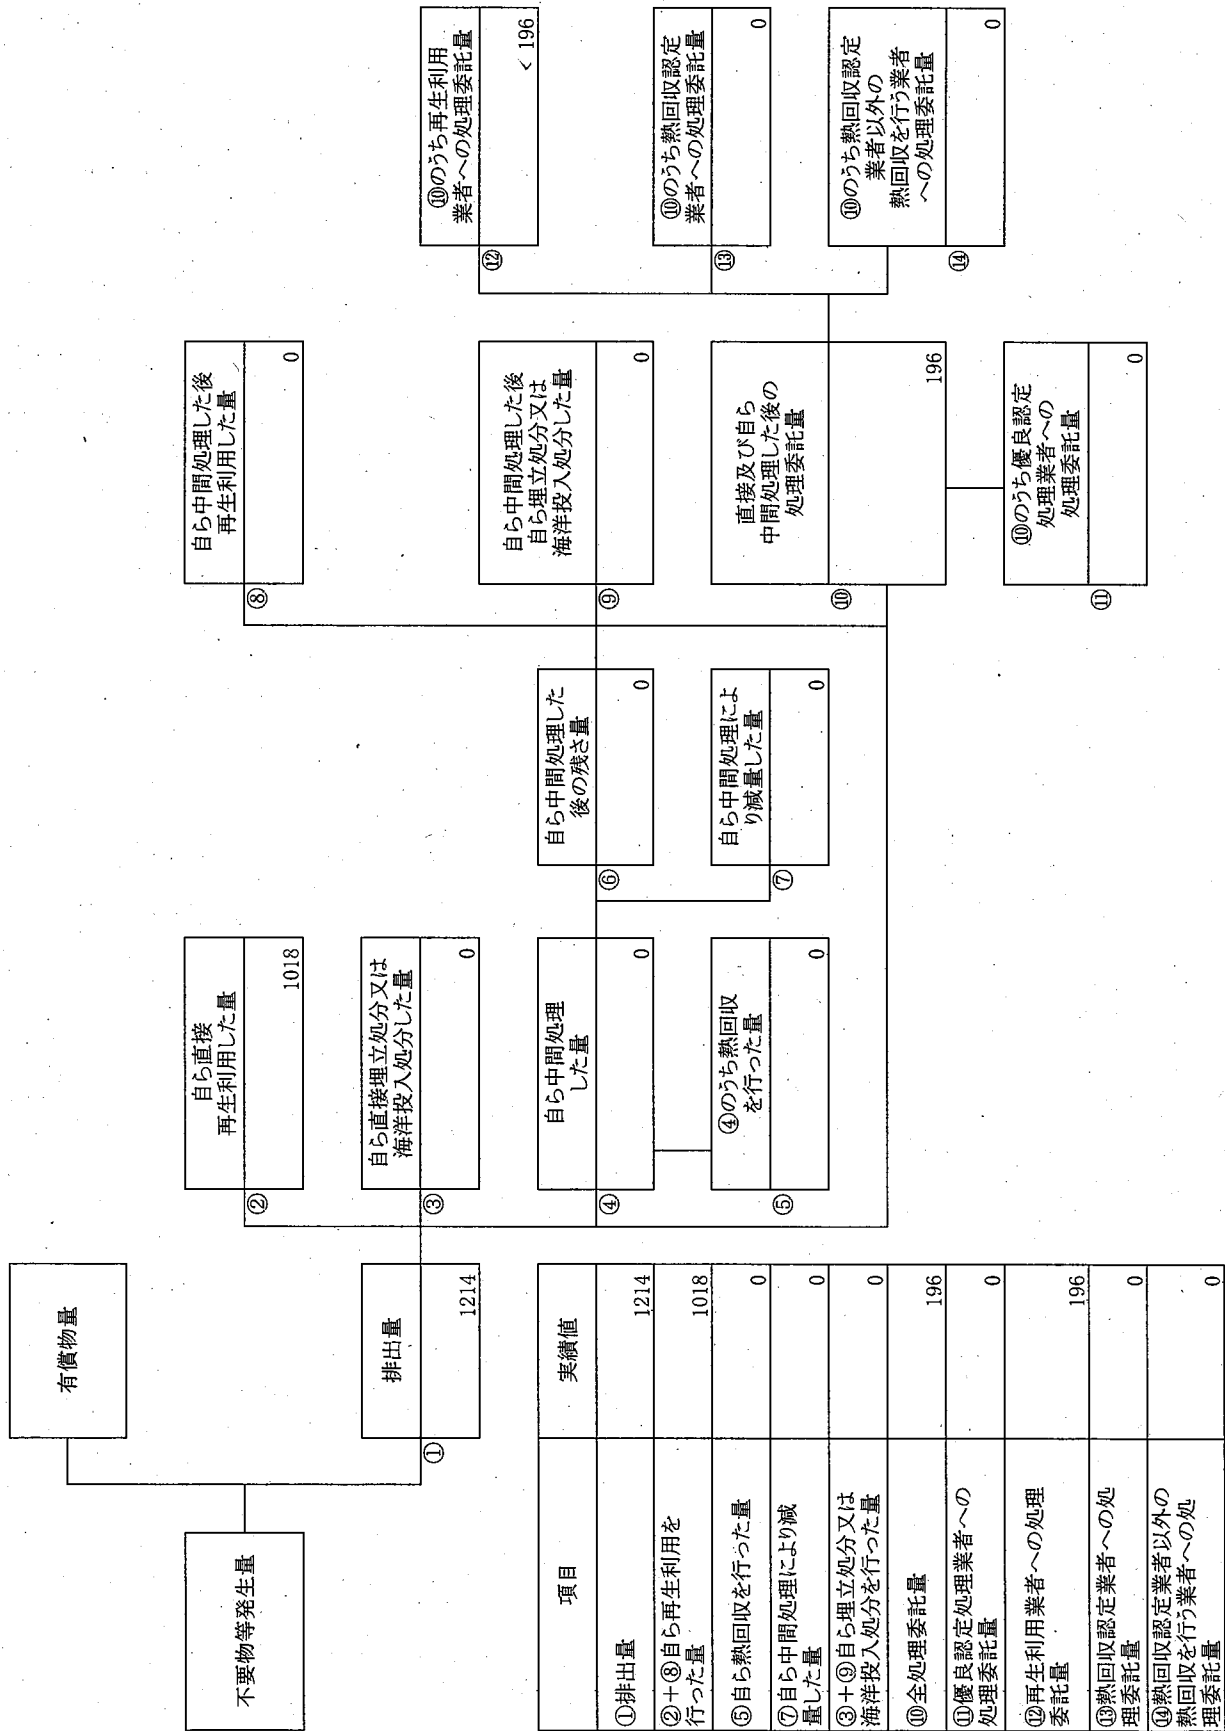 不要物等発生量
有償物量
排出量
①
1214
自ら直接
再生利用した量
②
1018
自ら直接埋立処分又は
海洋投入処分した量
③
0
自ら中間処理
した量
④
0
④のうち熱回収
を行った量
⑤
0
自ら中間処理した
後の残さ量
⑥
0
自ら中間処理によ
り減量した量
⑦
0
自ら中間処理した後
再生利用した量
⑧
0
自ら中間処理した後
自ら埋立処分又は
海洋投入処分した量
⑨
0
直接及び自ら
中間処理した後の
処理委託量
⑩
196
⑩のうち優良認定
処理業者への
処理委託量
⑪
0
⑩のうち再生利用
業者への処理委託量
⑫
< 196
⑩のうち熱回収認定
業者への処理委託量
⑬
0
⑩のうち熱回収認定
業者以外の
熱回収を行う業者
への処理委託量
⑭
0
項目 実績値
①排出量 1214
②+⑧自ら再生利用を
行った量 1018
⑤自ら熱回収を行った量 0
⑦自ら中間処理により減
量した量 0
③+⑨自ら埋立処分又は
海洋投入処分を行った量 0
⑩全処理委託量 196
⑪優良認定処理業者への
処理委託量 0
⑫再生利用業者への処理
委託量 196
⑬熱回収認定業者への処
理委託量 0
⑭熱回収認定業者以外の
熱回収を行う業者への処
理委託量 0